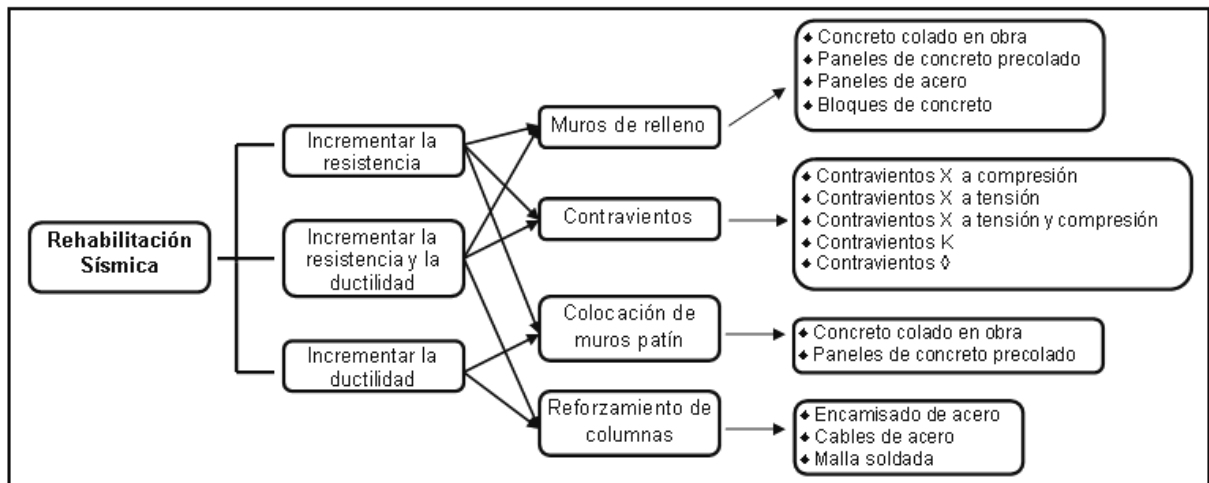 Rehabilitación
Sísmica
Incrementar la
resistencia
Incrementar la
resistencia y la
ductilidad
Incrementar la
ductilidad
Muros de relleno
Contravientos
Colocación de
muros patín
Reforzamiento de
columnas
♦ Concreto colado en obra
♦ Paneles de concreto precolado
♦ Paneles de acero
♦ Bloques de concreto
♦ Contravientos X a compresión
♦ Contravientos X a tensión
♦ Contravientos X a tensión y compresión
♦ Contravientos K
♦ Contravientos ◊
♦ Concreto colado en obra
♦ Paneles de concreto precolado
♦ Encamisado de acero
♦ Cables de acero
♦ Malla soldada